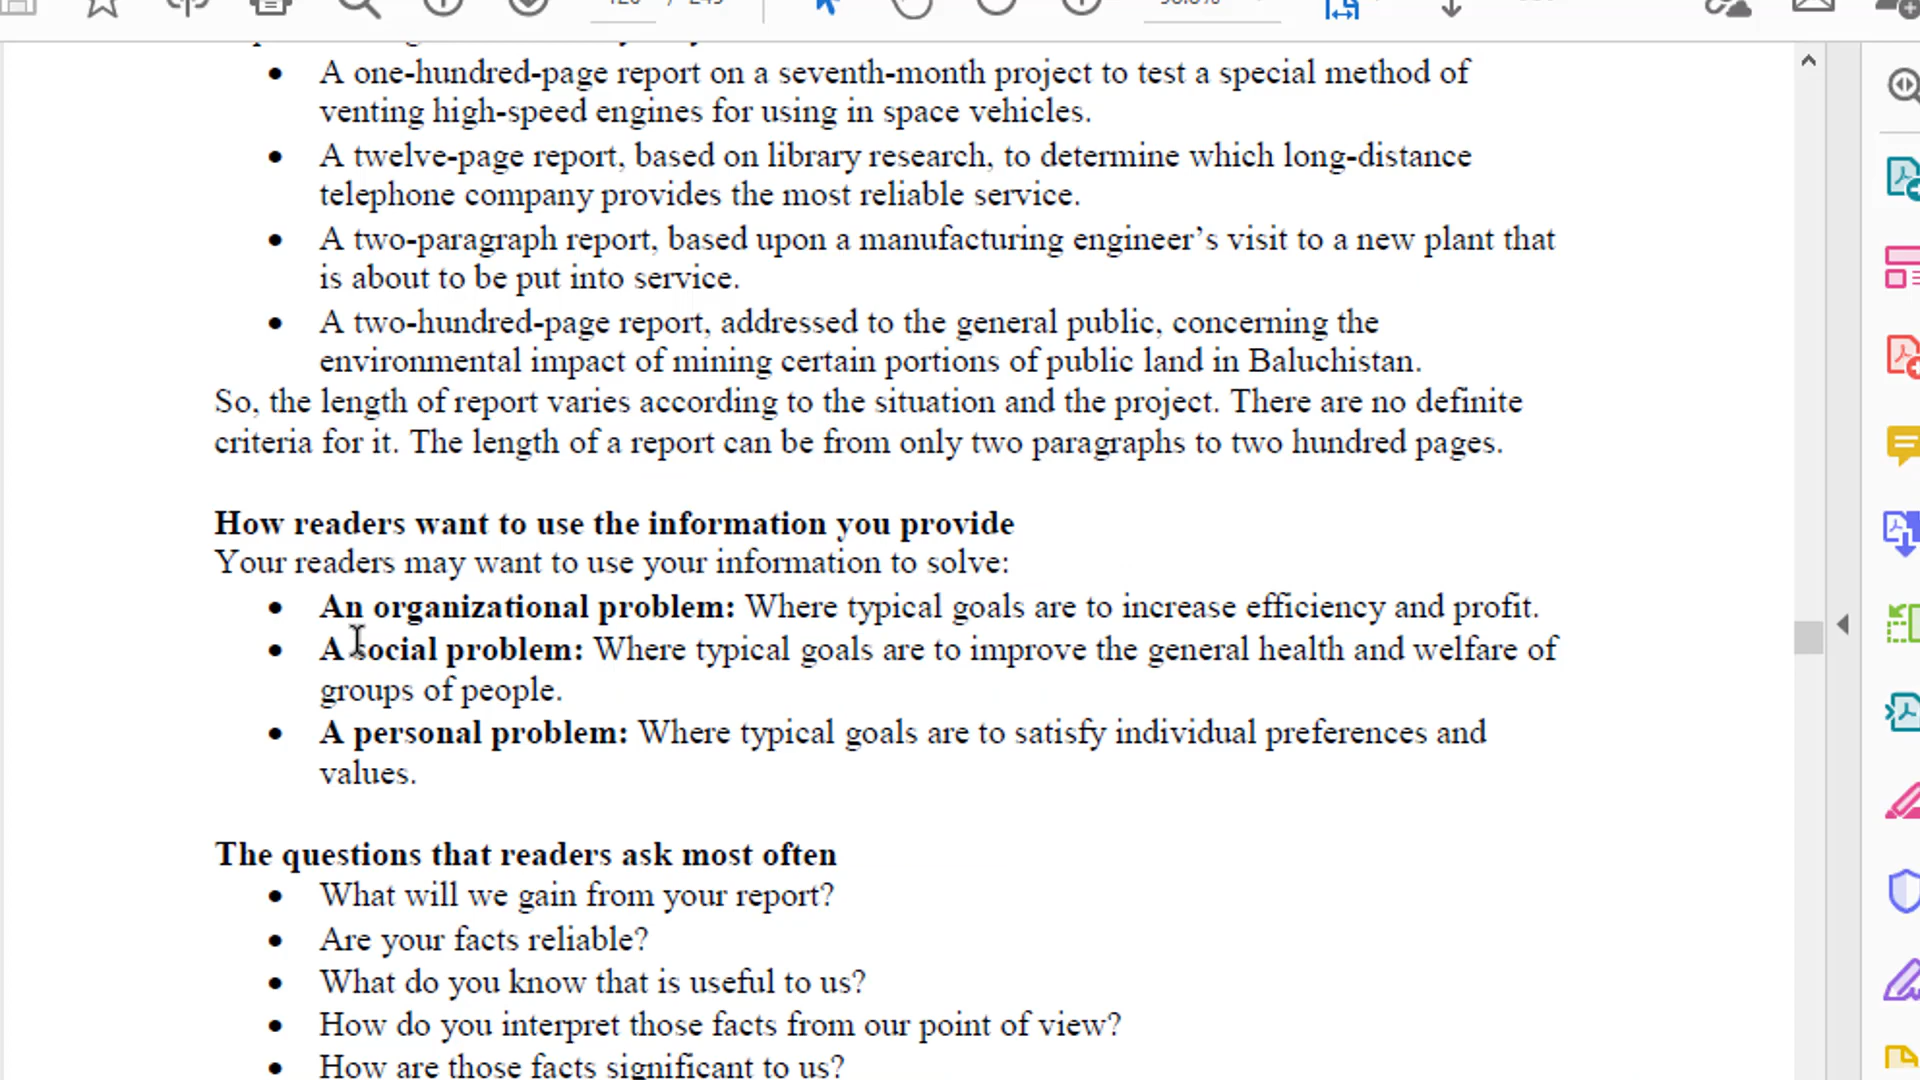 A one-hundred-page report on a seventh-month project to test a special method of
venting high-speed engines for using in space vehicles.
A twelve-page report, based on library research, to determine which long-distance
telephone company provides the most reliable service.
A two-paragraph report, based upon a manufacturing engineer’s visit to a new plant that
is about to be put into service.
A two-hundred-page report, addressed to the general public, concerning the
environmental impact of mining certain portions of public land in Baluchistan.
So, the length of report varies according to the situation and the project. There are no definite
criteria for it. The length of a report can be from only two paragraphs to two hundred pages.
How readers want to use the information you provide
Your readers may want to use your information to solve:
An organizational problem: Where typical goals are to increase efficiency and profit.
A social problem: Where typical goals are to improve the general health and welfare of
groups of people.
A personal problem: Where typical goals are to satisfy individual preferences and
values.
The questions that readers ask most often
What will we gain from your report?
Are your facts reliable?
What do you know that is useful to us?
How do you interpret those facts from our point of view?
How are those facts significant to us?